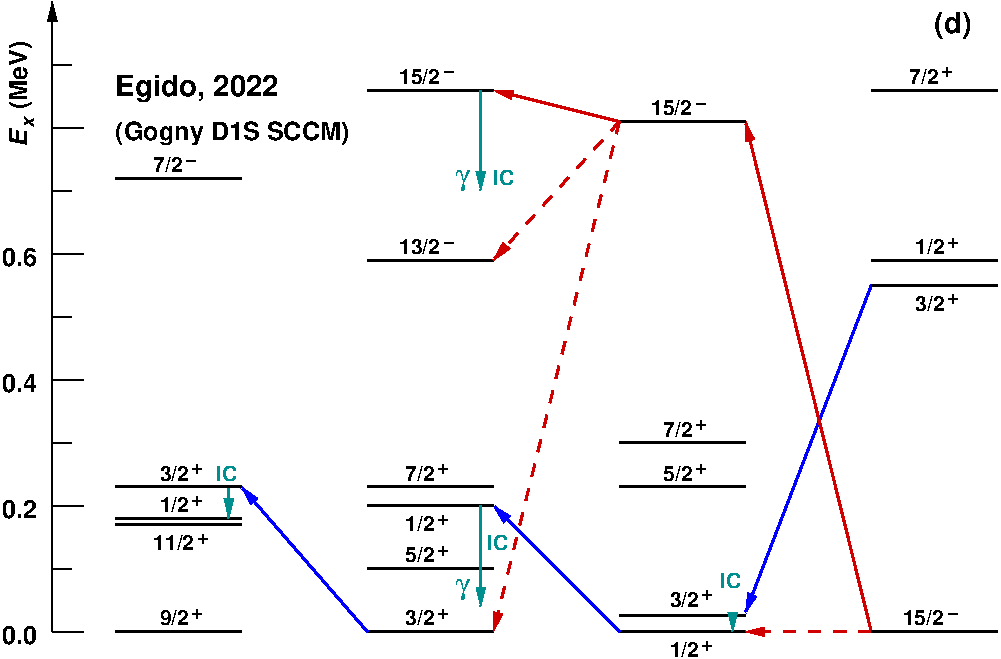 (d)
E_x (MeV)
Egido, 2022
(Gogny D1S SCCM)
15/2⁻
15/2⁻
7/2⁺
7/2⁻
γ IC
0.6
13/2⁻
1/2⁺
3/2⁺
0.4
7/2⁺
3/2⁺ IC
7/2⁺
5/2⁺
0.2
1/2⁺
1/2⁺
11/2⁺
IC
5/2⁺
γ
IC
9/2⁺
3/2⁺
3/2⁺
15/2⁻
0.0
1/2⁺